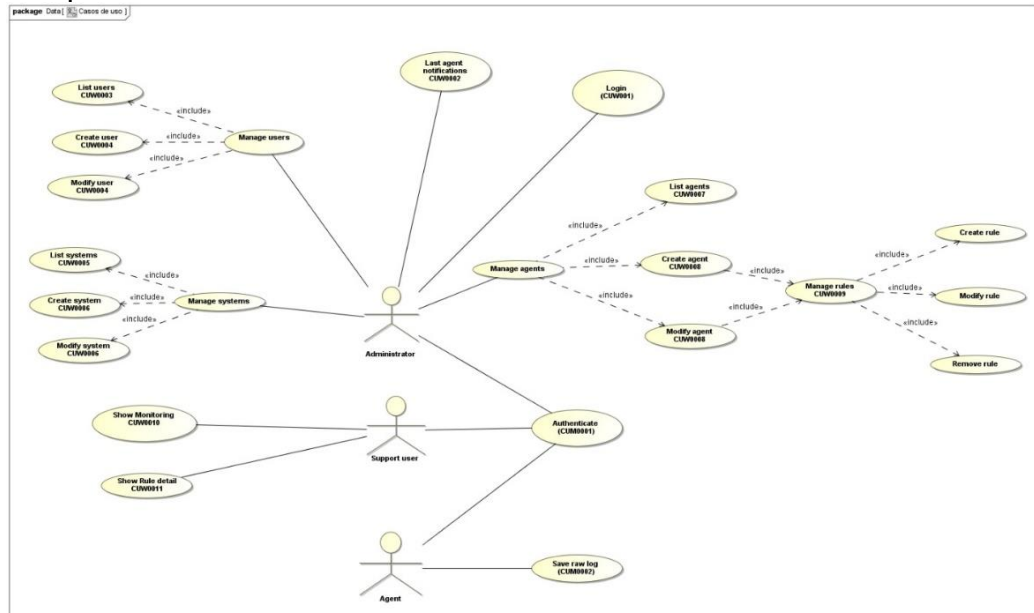 package Data [ Casos de uso ]
Last agent
notifications
CUW0002
Login
(CUW001)
List users
CUW0003
«include»
Create user
CUW0004
«include»
Manage users
«include»
Modify user
CUW0004
List agents
CUW0007
«include»
List systems
CUW0005
«include»
Create system
CUW0006
«include»
Manage systems
«include»
Modify system
CUW0006
Manage agents
«include»
Create agent
CUW0008
«include»
Manage rules
CUW0009
«include»
Create rule
«include»
Modify rule
«include»
Modify agent
CUW0008
«include»
«include»
Remove rule
Administrator
Show Monitoring
CUW0010
Support user
Authenticate
(CUM0001)
Show Rule detail
CUW0011
Agent
Save raw log
(CUM0002)